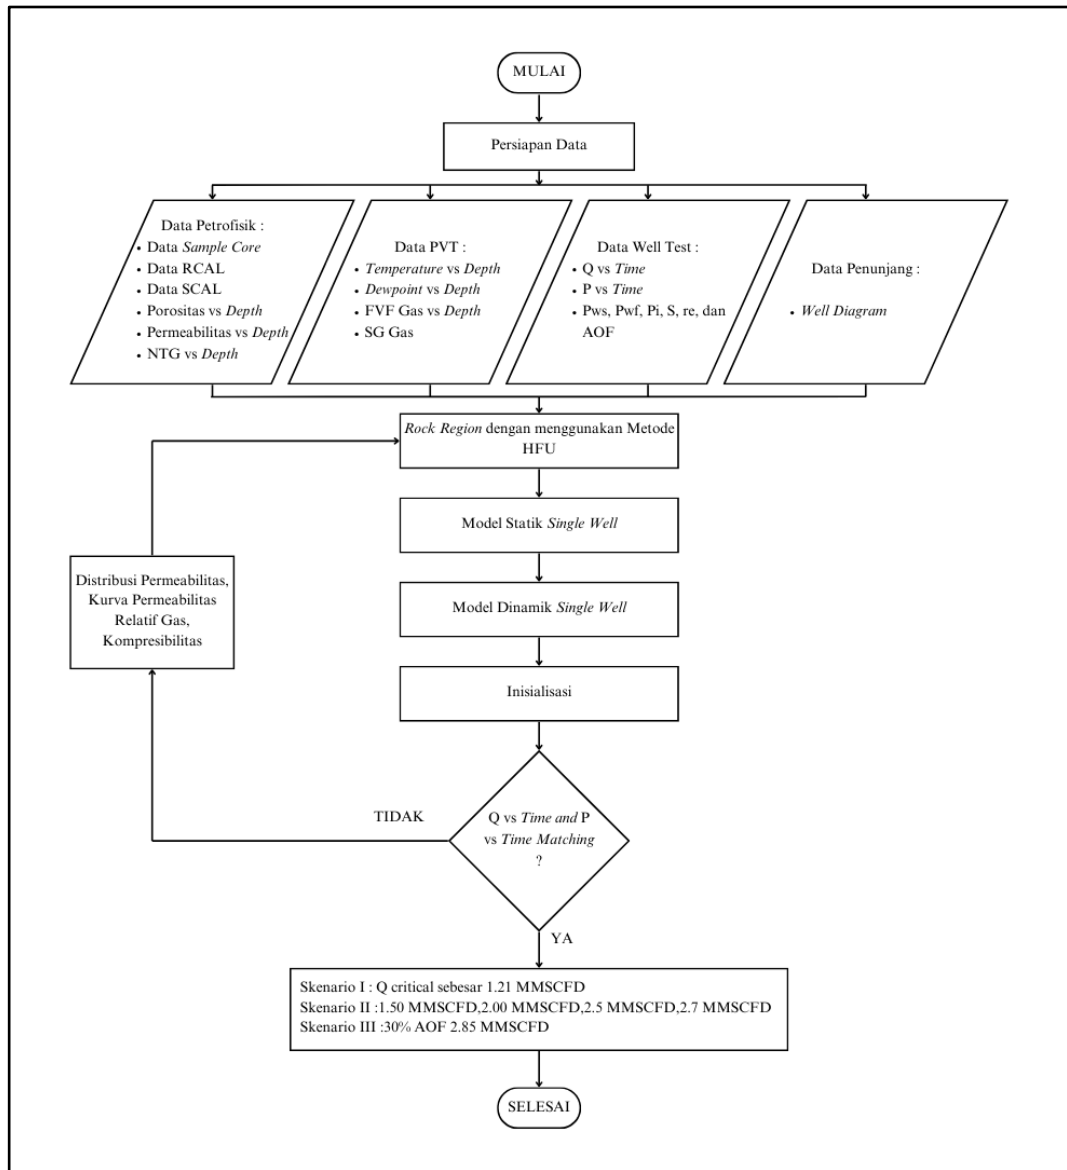 MULAI
Persiapan Data
Data Petrofisik :
• Data Sample Core
• Data RCAL
• Data SCAL
• Porositas vs Depth
• Permeabilitas vs Depth
• NTG vs Depth
Data PVT :
• Temperature vs Depth
• Dewpoint vs Depth
• FVF Gas vs Depth
• SG Gas
Data Well Test :
• Q vs Time
• P vs Time
• Pws, Pwf, Pi, S, re, dan
AOF
Data Penunjang :
• Well Diagram
Rock Region dengan menggunakan Metode
HFU
Model Statik Single Well
Model Dinamik Single Well
Distribusi Permeabilitas,
Kurva Permeabilitas
Relatif Gas,
Kompresibilitas
Inisialisasi
TIDAK
Q vs Time and P
vs Time Matching
?
YA
Skenario I : Q critical sebesar 1.21 MMSCFD
Skenario II :1.50 MMSCFD,2.00 MMSCFD,2.5 MMSCFD,2.7 MMSCFD
Skenario III :30% AOF 2.85 MMSCFD
SELESAI